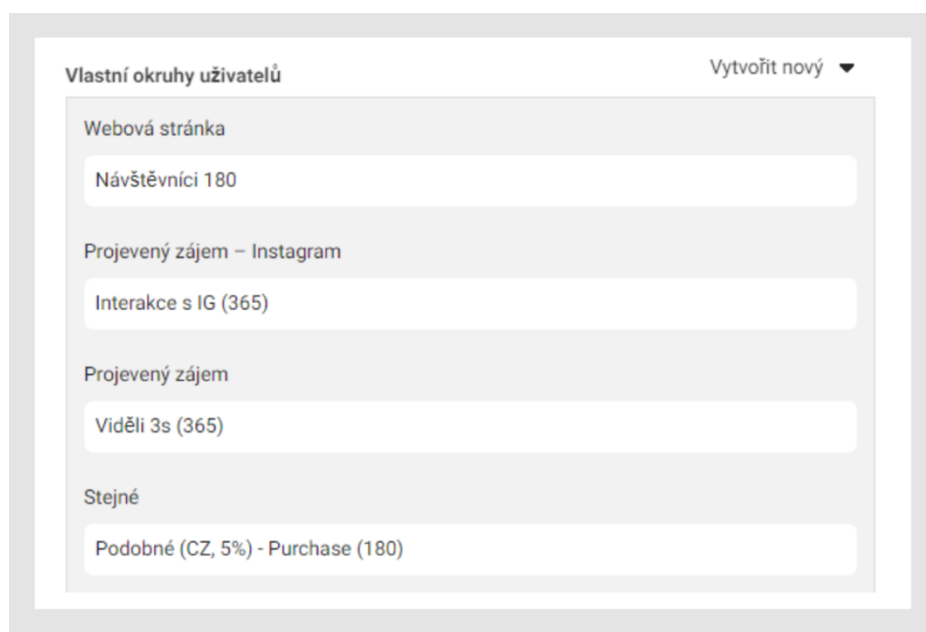 Vlastní okruhy uživatelů
Vytvořit nový
Webová stránka
Návštěvníci 180
Projevený zájem – Instagram
Interakce s IG (365)
Projevený zájem
Viděli 3s (365)
Stejné
Podobné (CZ, 5%) - Purchase (180)